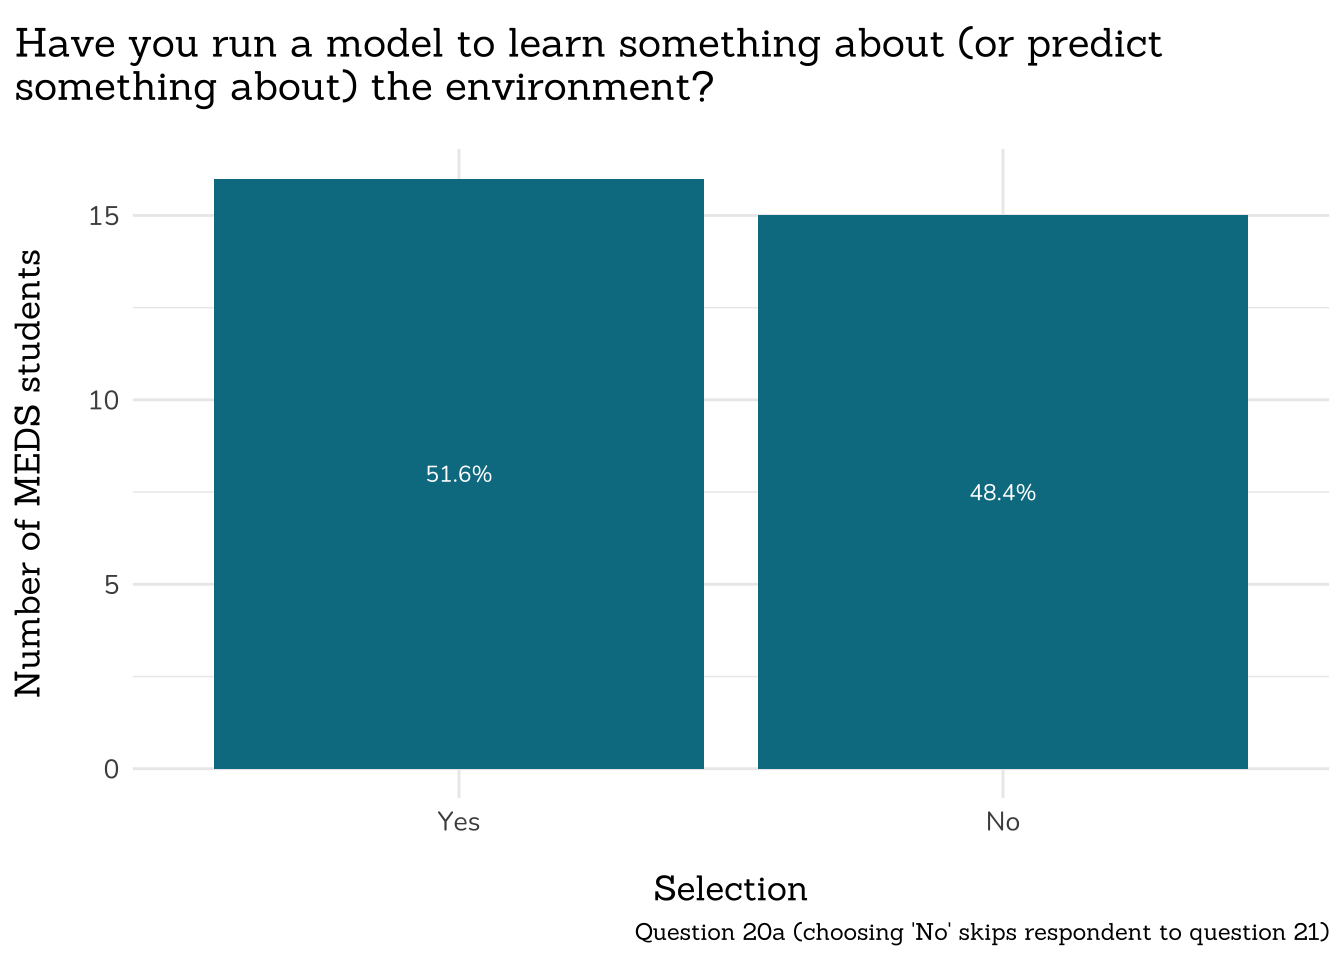 Have you run a model to learn something about (or predict
something about) the environment?
Number of MEDS students
15
10
5
0
51.6%
48.4%
Yes
No
Selection
Question 20a (choosing 'No' skips respondent to question 21)